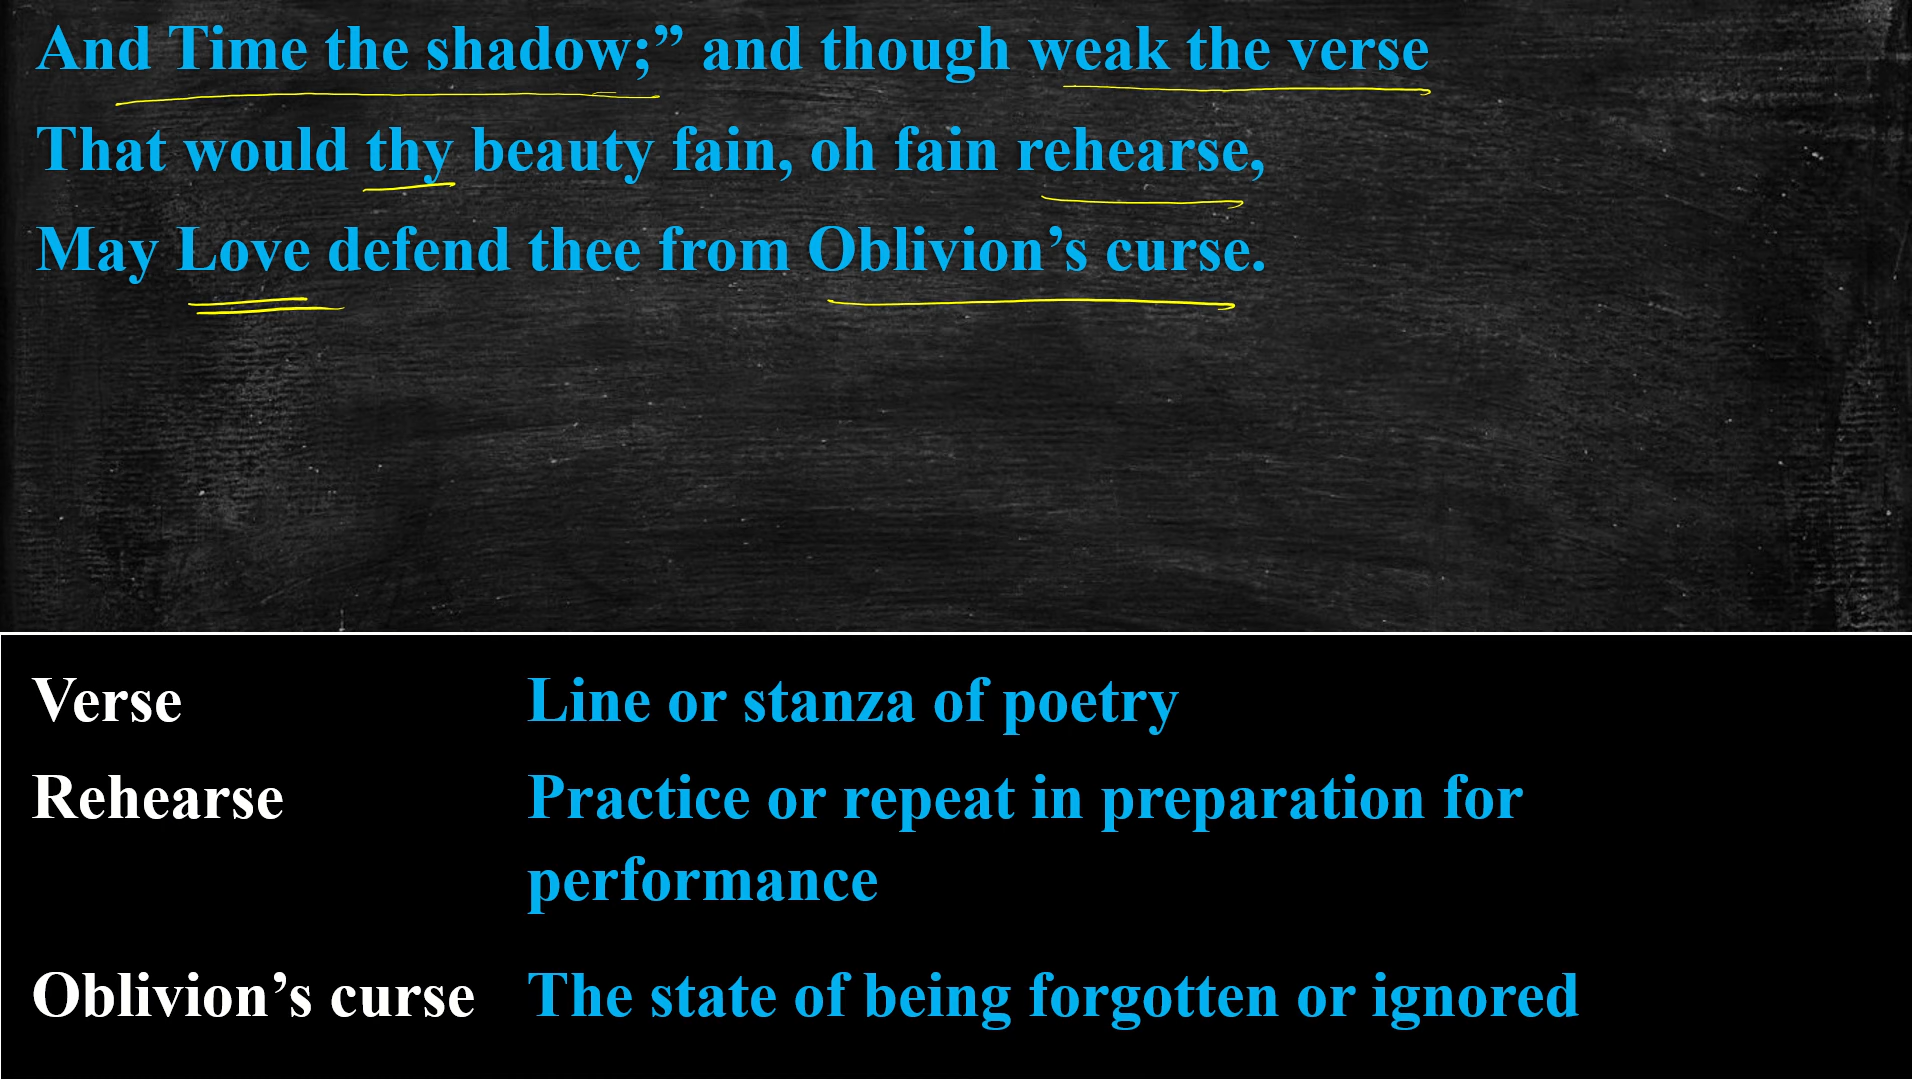 And Time the shadow;” and though weak the verse
That would thy beauty fain, oh fain rehearse,
May Love defend thee from Oblivion’s curse.
Verse Line or stanza of poetry
Rehearse Practice or repeat in preparation for
performance
Oblivion’s curse The state of being forgotten or ignored